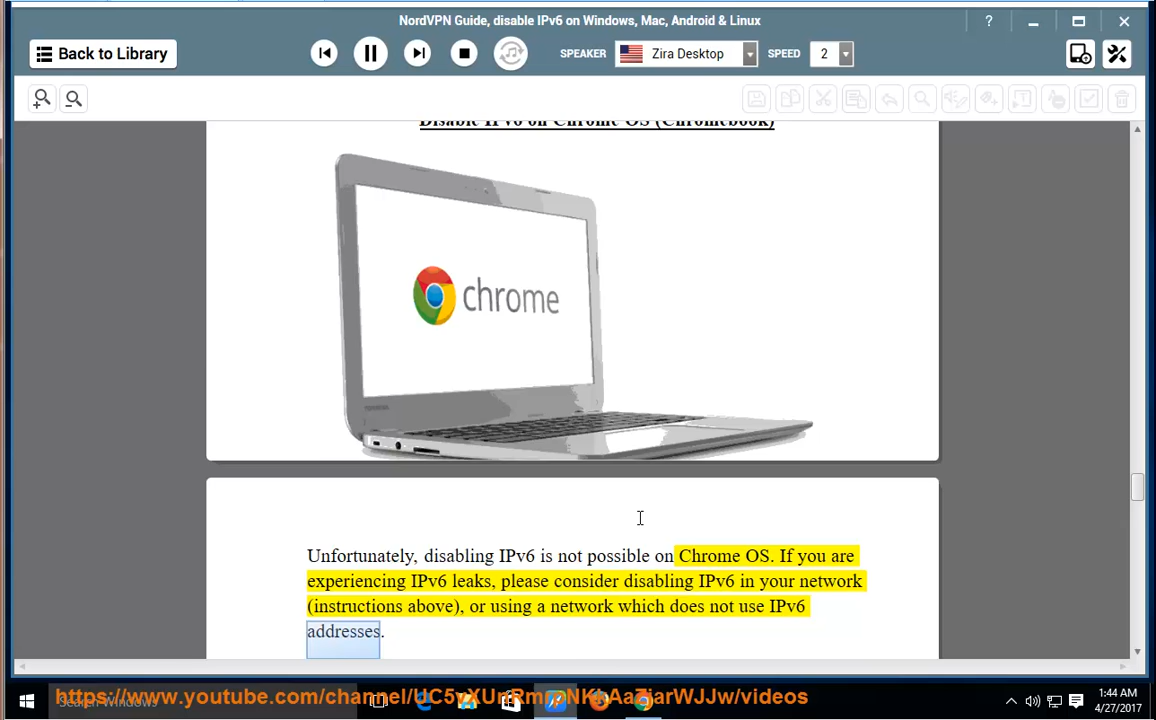 NordVPN Guide, disable IPv6 on Windows, Mac, Android & Linux
?
Back to Library
SPEAKER Zira Desktop SPEED 2
Disable IPv6 on Chrome OS (Chromebook)
chrome
Unfortunately, disabling IPv6 is not possible on Chrome OS. If you are
experiencing IPv6 leaks, please consider disabling IPv6 in your network
(instructions above), or using a network which does not use IPv6
addresses.
Search Windows
1:44 AM
4/27/2017